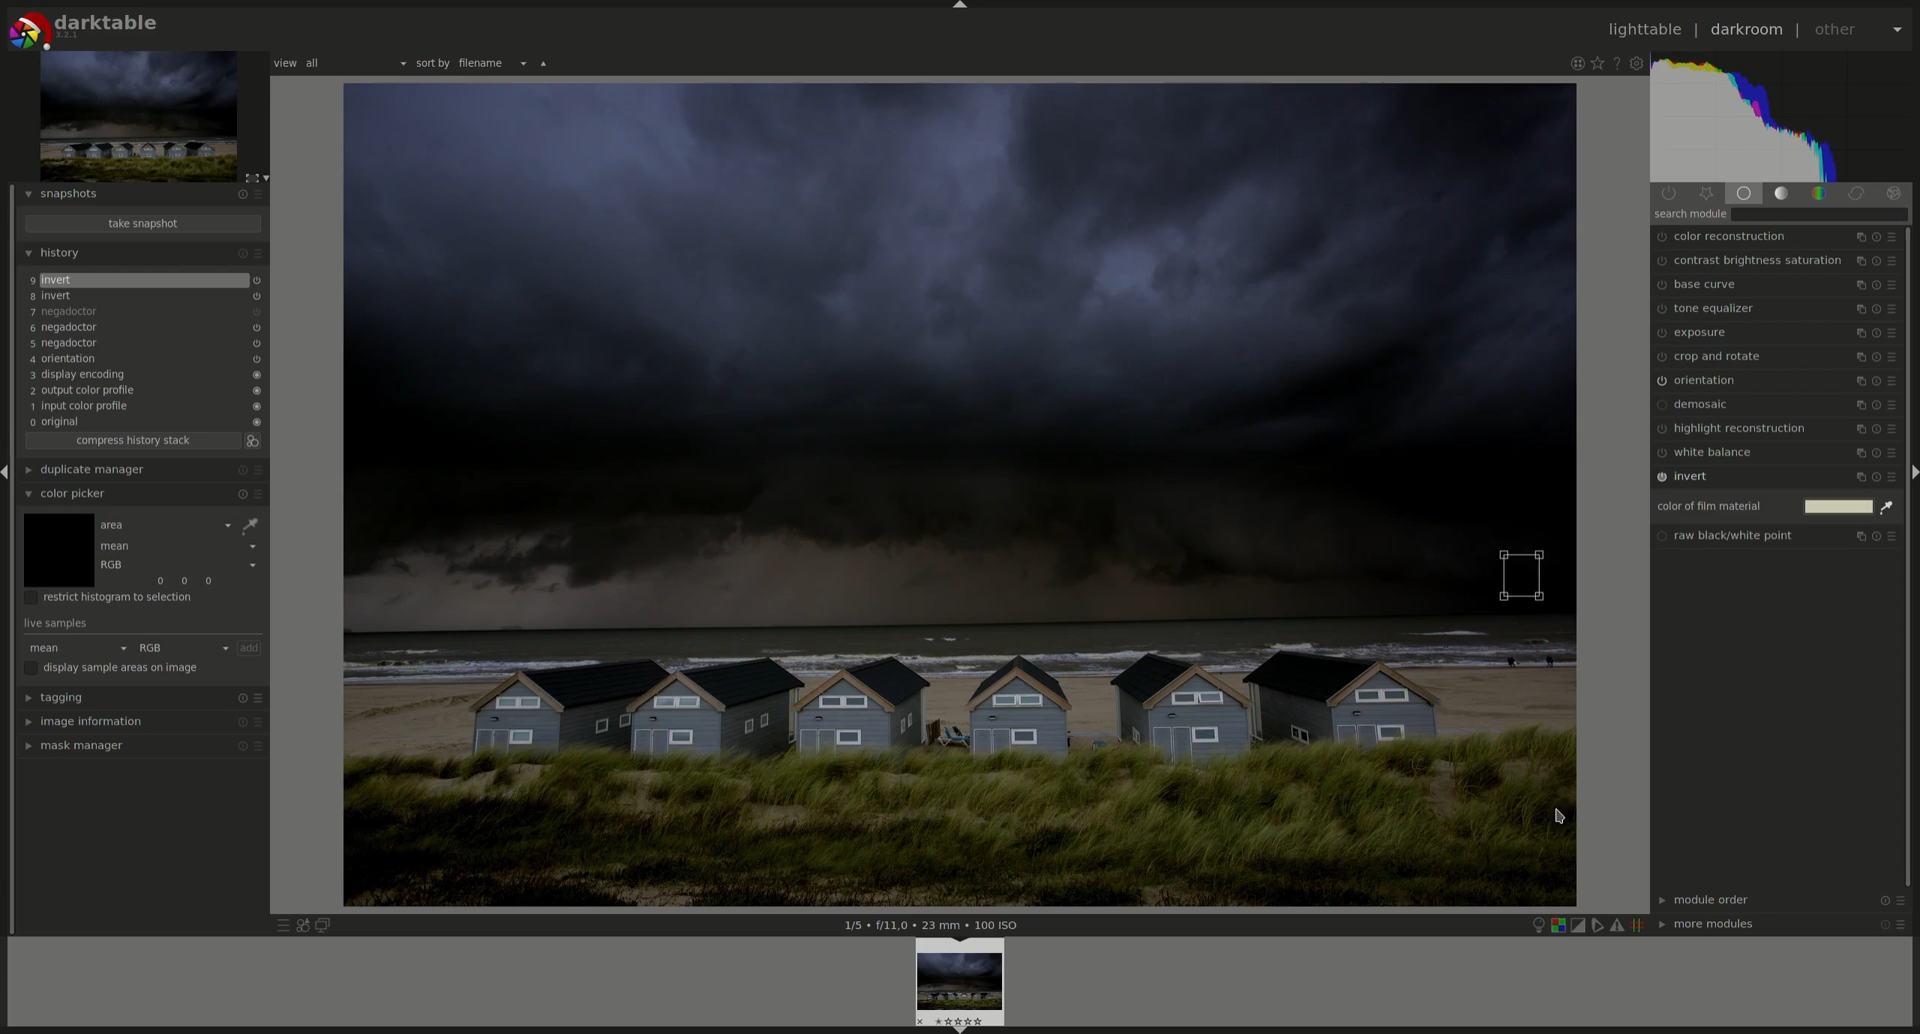 darktable
3.2.1
lighttable | darkroom | other
view all sort by filename
snapshots
take snapshot
history
9 invert
8 invert
7 negadoctor
6 negadoctor
5 negadoctor
4 orientation
3 display encoding
2 output color profile
1 input color profile
0 original
compress history stack
duplicate manager
color picker
area
mean
RGB
0 0 0
restrict histogram to selection
live samples
mean RGB add
display sample areas on image
tagging
image information
mask manager
1/5 • f/11,0 • 23 mm • 100 ISO
search module
color reconstruction
contrast brightness saturation
base curve
tone equalizer
exposure
crop and rotate
orientation
demosaic
highlight reconstruction
white balance
invert
color of film material
raw black/white point
module order
more modules